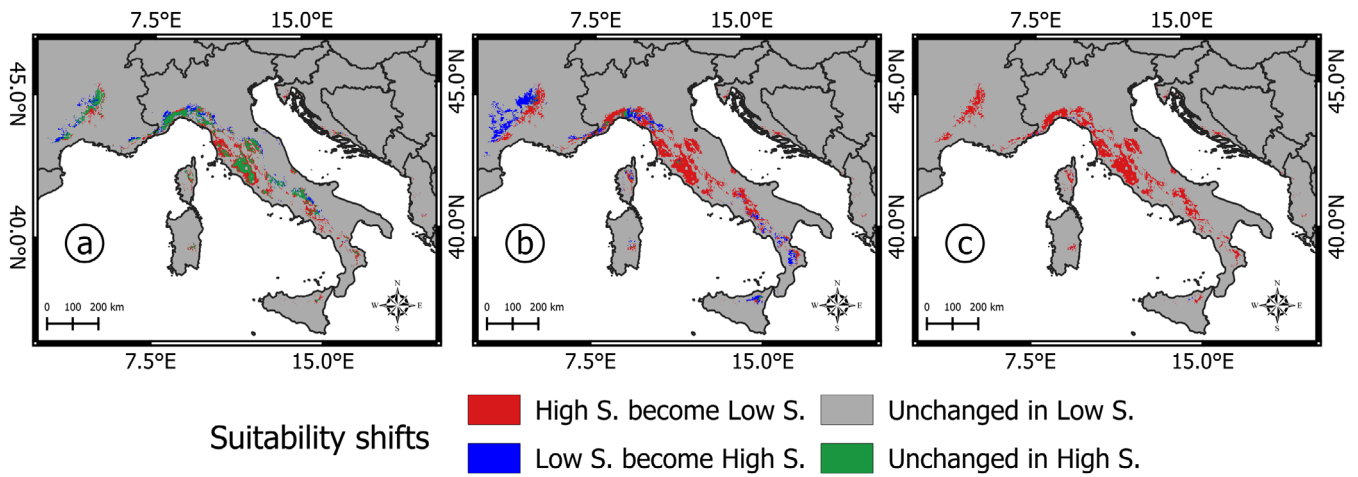 7.5°E 15.0°E 7.5°E 15.0°E 7.5°E 15.0°E
45.0°N 45.0°N 45.0°N
40.0°N 40.0°N 40.0°N
a b c
N N N
W E W E W E
S S S
0 100 200 km 0 100 200 km 0 100 200 km
7.5°E 15.0°E 7.5°E 15.0°E 7.5°E 15.0°E
High S. become Low S. Unchanged in Low S.
Suitability shifts
Low S. become High S. Unchanged in High S.